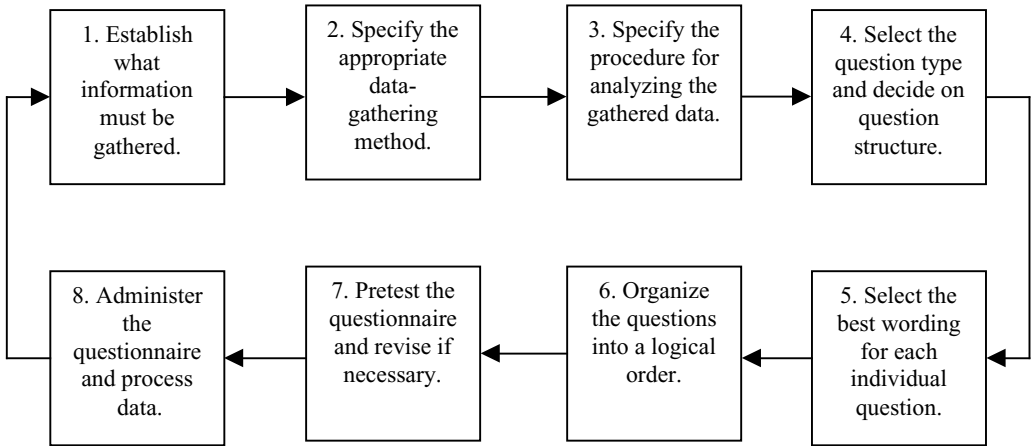 1. Establish
what
information
must be
gathered.
2. Specify the
appropriate
data-
gathering
method.
3. Specify the
procedure for
analyzing the
gathered data.
4. Select the
question type
and decide on
question
structure.
5. Select the
best wording
for each
individual
question.
6. Organize
the questions
into a logical
order.
7. Pretest the
questionnaire
and revise if
necessary.
8. Administer
the
questionnaire
and process
data.